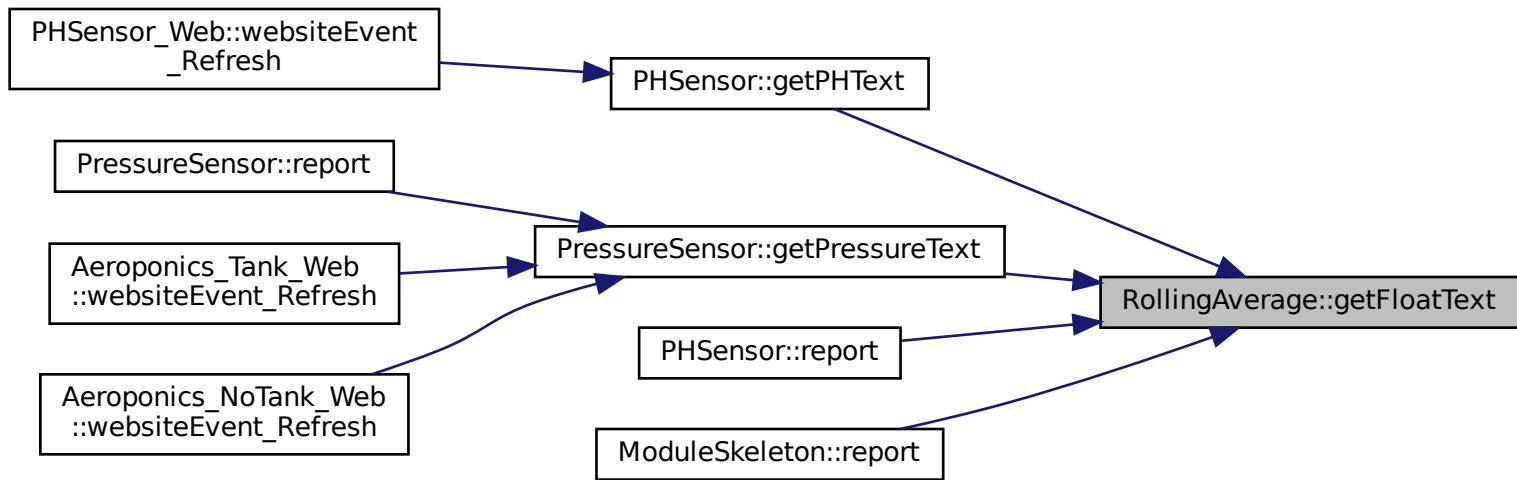 PHSensor_Web::websiteEvent
_Refresh
PHSensor::getPHText
PressureSensor::report
PressureSensor::getPressureText
Aeroponics_Tank_Web
::websiteEvent_Refresh
RollingAverage::getFloatText
PHSensor::report
Aeroponics_NoTank_Web
::websiteEvent_Refresh
ModuleSkeleton::report